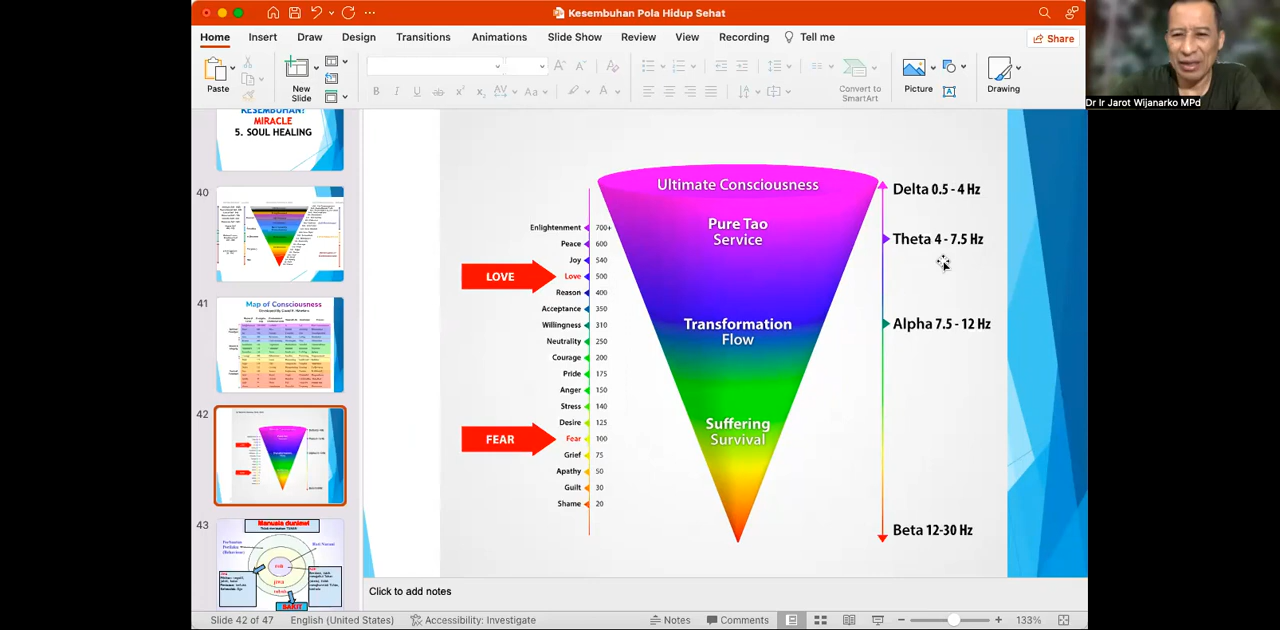 Kesembuhan Pola Hidup Sehat
Home Insert Draw Design Transitions Animations Slide Show Review View Recording Tell me Share
Paste New Slide Convert to SmartArt Picture Drawing
Dr Ir Jarot Wijanarko MPd
KESEMBUHAN?
MIRACLE
5. SOUL HEALING
40
41
Map of Consciousness
42
43
Manusia duniawi
SAKIT
Ultimate Consciousness
Pure Tao
Service
Transformation
Flow
Suffering
Survival
LOVE
FEAR
Enlightenment 700+
Peace 600
Joy 540
Love 500
Reason 400
Acceptance 350
Willingness 310
Neutrality 250
Courage 200
Pride 175
Anger 150
Stress 140
Desire 125
Fear 100
Grief 75
Apathy 50
Guilt 30
Shame 20
Delta 0.5 - 4 Hz
Theta 4 - 7.5 Hz
Alpha 7.5 - 12 Hz
Beta 12-30 Hz
Click to add notes
Slide 42 of 47 English (United States) Accessibility: Investigate Notes Comments 133%